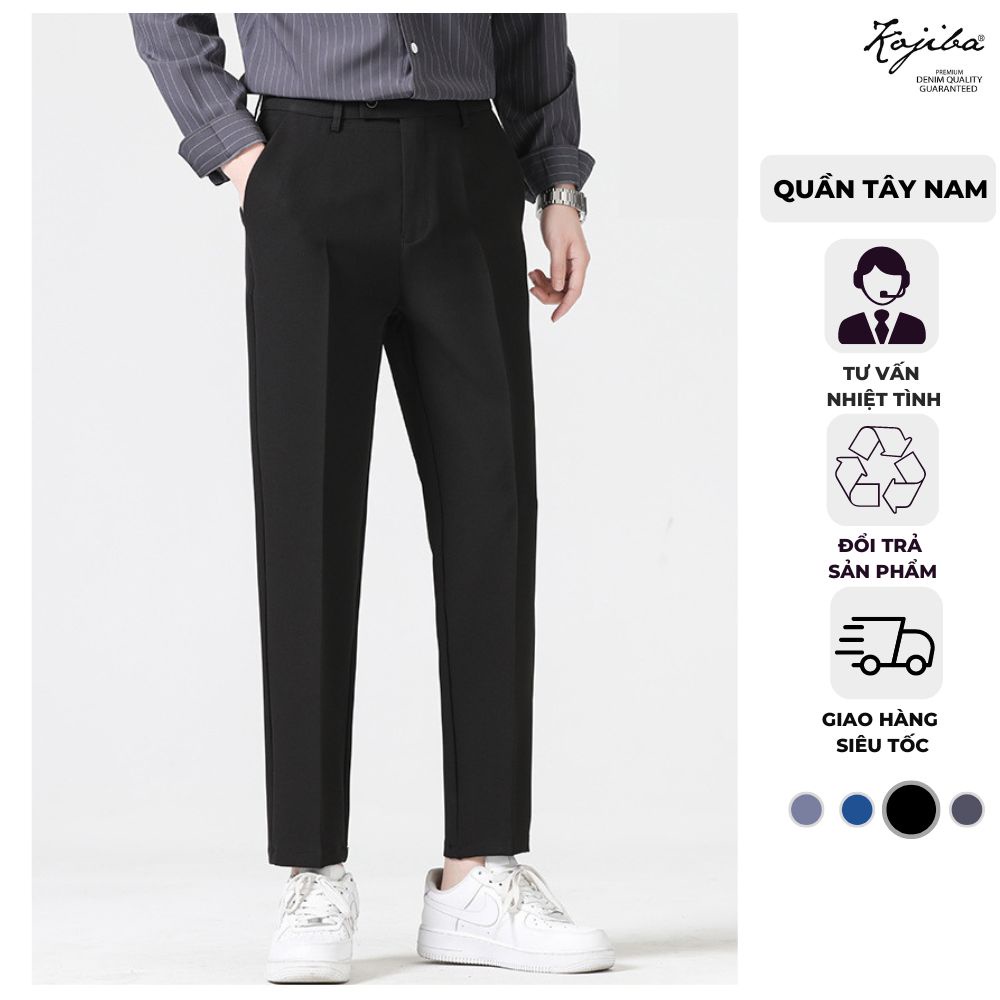 Kojiba®
PREMIUM
DENIM QUALITY
GUARANTEED
QUẦN TÂY NAM
TƯ VẤN
NHIỆT TÌNH
ĐỔI TRẢ
SẢN PHẨM
GIAO HÀNG
SIÊU TỐC